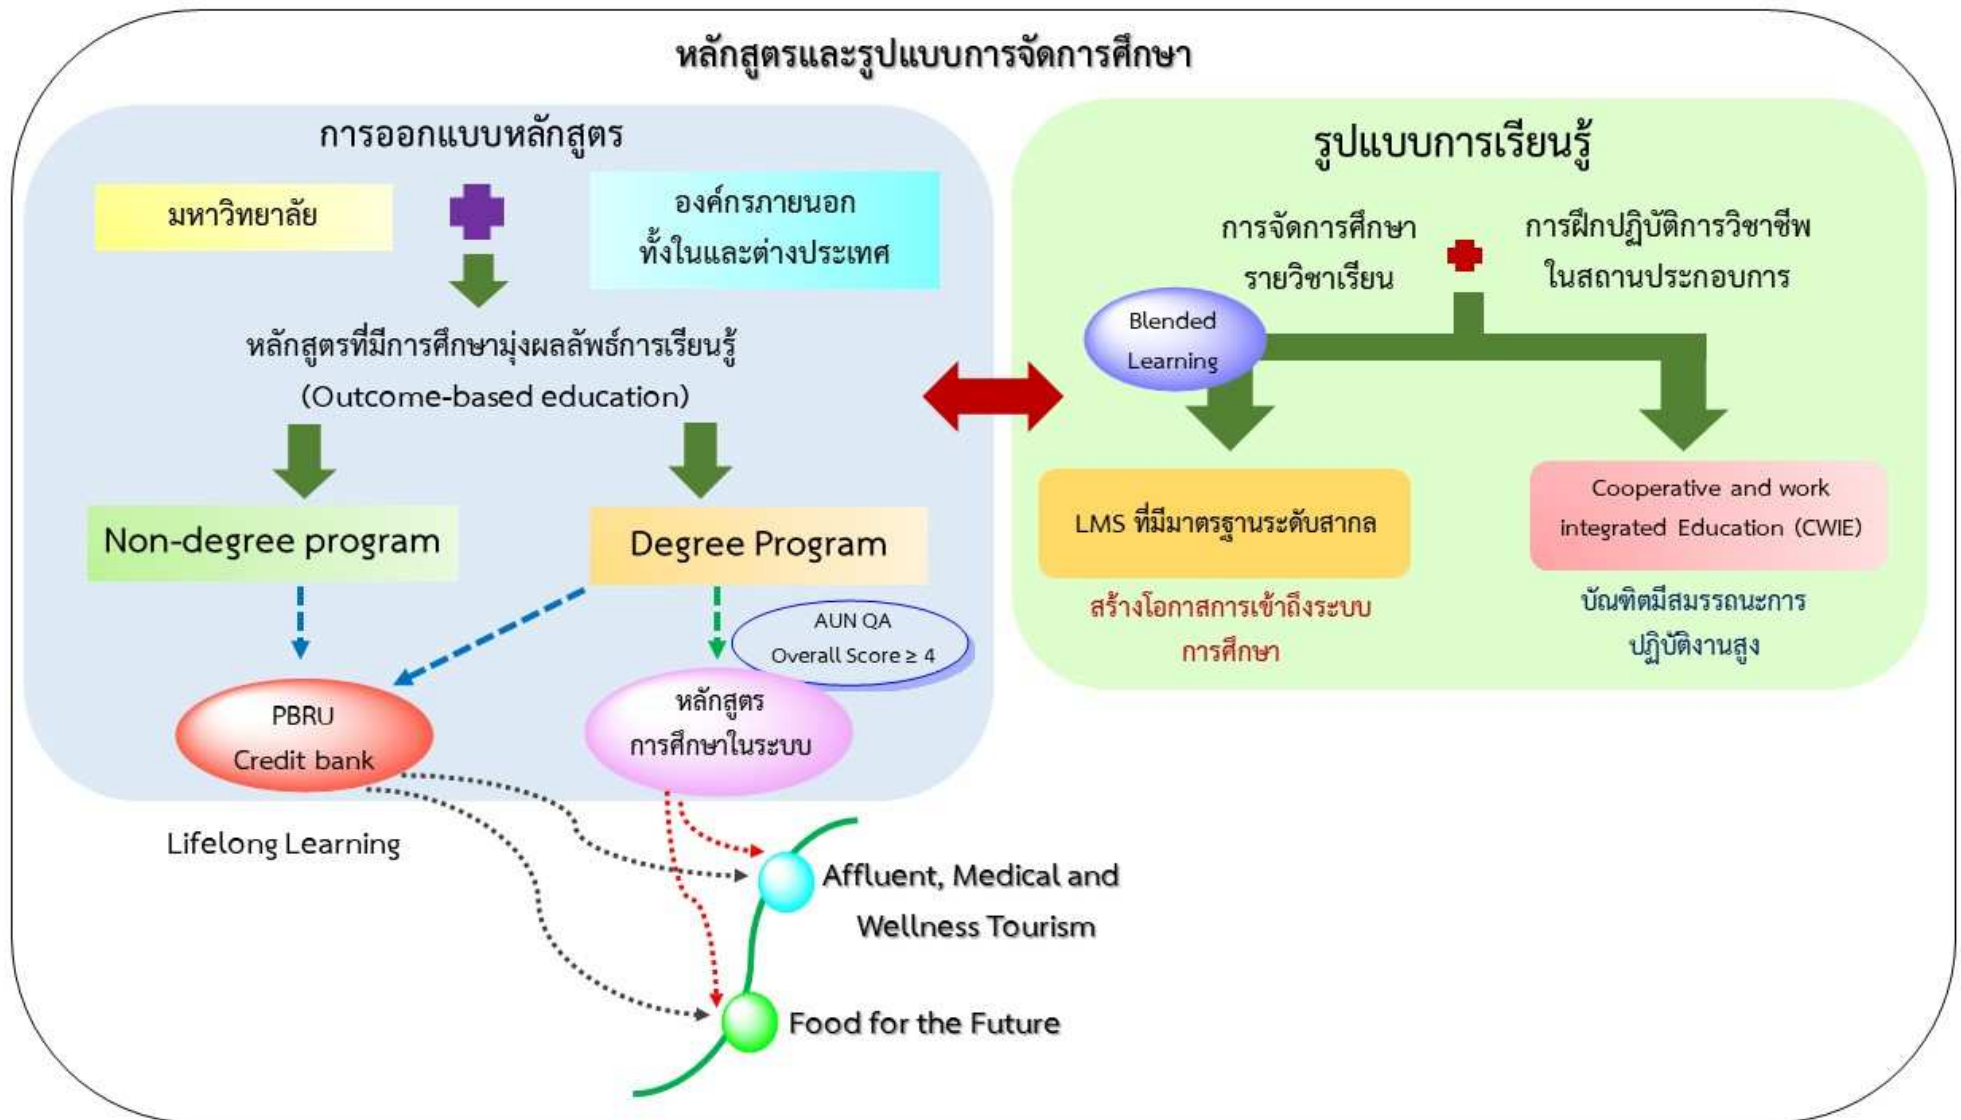 หลักสูตรและรูปแบบการจัดการศึกษา
การออกแบบหลักสูตร
มหาวิทยาลัย
องค์กรภายนอก
ทั้งในและต่างประเทศ
หลักสูตรที่มีการศึกษามุ่งผลลัพธ์การเรียนรู้
(Outcome-based education)
Non-degree program
Degree Program
AUN QA
Overall Score ≥ 4
PBRU
Credit bank
หลักสูตร
การศึกษาในระบบ
Lifelong Learning
Affluent, Medical and
Wellness Tourism
Food for the Future
รูปแบบการเรียนรู้
การจัดการศึกษา
รายวิชาเรียน
การฝึกปฏิบัติการวิชาชีพ
ในสถานประกอบการ
Blended
Learning
LMS ที่มีมาตรฐานระดับสากล
สร้างโอกาสการเข้าถึงระบบ
การศึกษา
Cooperative and work
integrated Education (CWIE)
บัณฑิตมีสมรรถนะการ
ปฏิบัติงานสูง